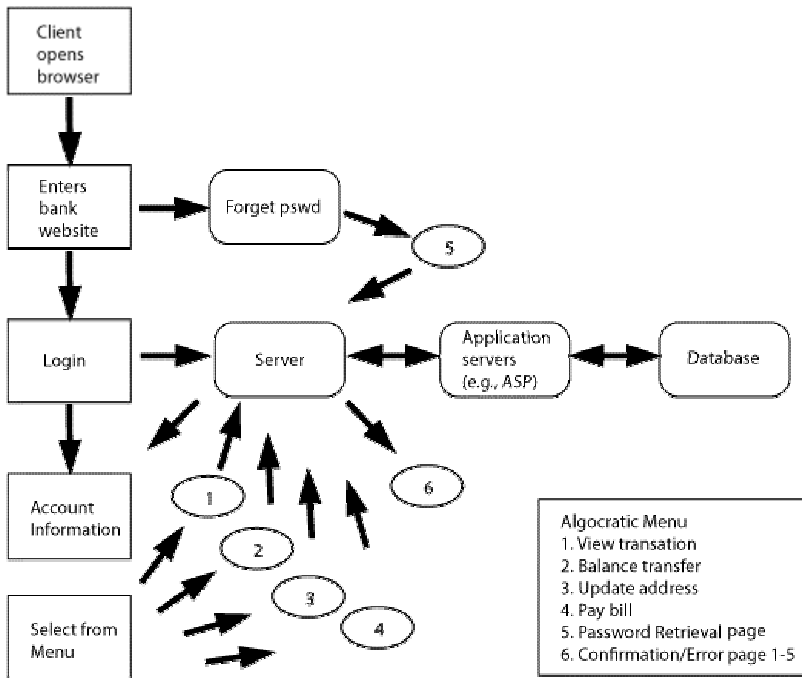 Client
opens
browser
Enters
bank
website
Forget pswd
5
Login
Server
Application
servers
(e.g., ASP)
Database
Account
Information
1
6
2
3
4
Select from
Menu
Algocratic Menu
1. View transation
2. Balance transfer
3. Update address
4. Pay bill
5. Password Retrieval page
6. Confirmation/Error page 1-5